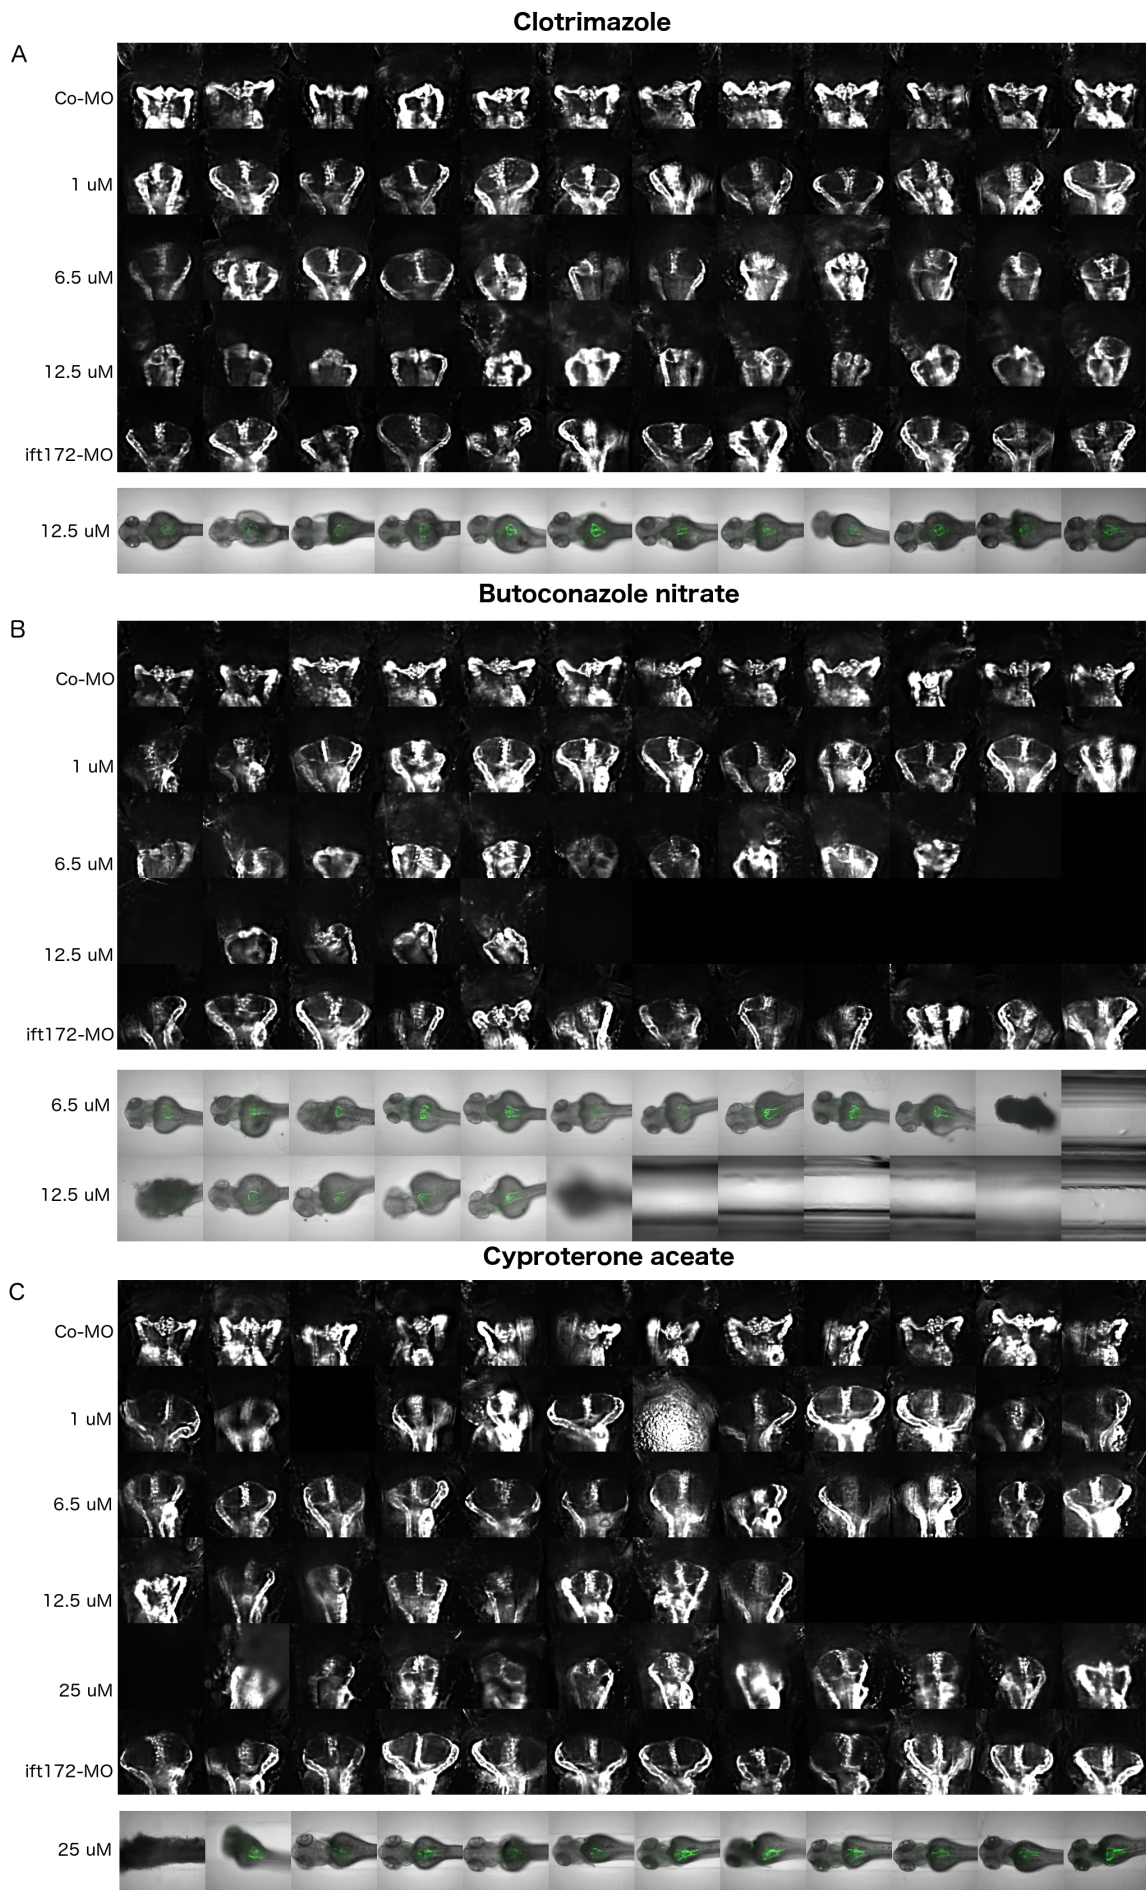 Clotrimazole
A
Co-MO
1 uM
6.5 uM
12.5 uM
ift172-MO
12.5 uM
Butoconazole nitrate
B
Co-MO
1 uM
6.5 uM
12.5 uM
ift172-MO
6.5 uM
12.5 uM
Cyproterone aceate
C
Co-MO
1 uM
6.5 uM
12.5 uM
25 uM
ift172-MO
25 uM